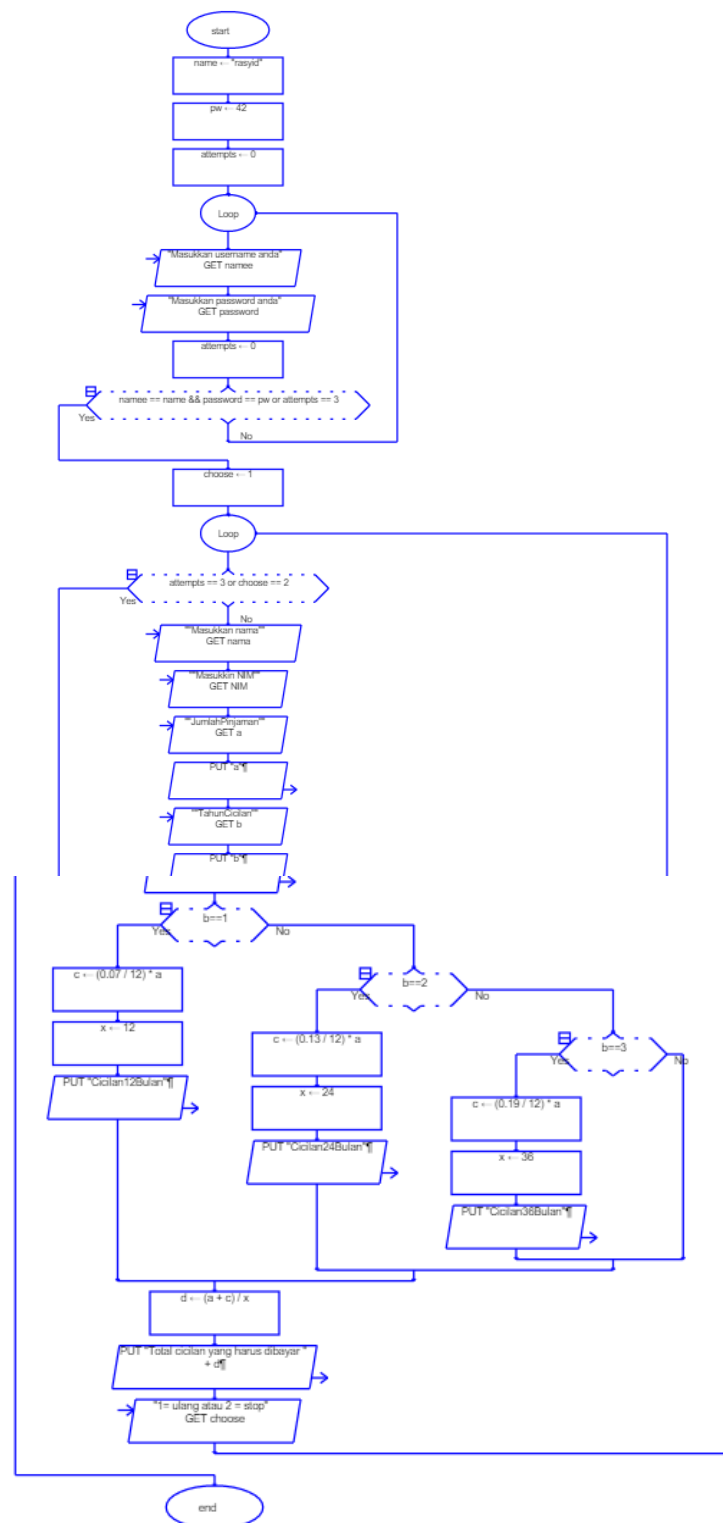 start
name ← "rasyid"
pw ← 42
attempts ← 0
Loop
"Masukkan username anda"
GET namee
"Masukkan password anda"
GET password
attempts ← 0
namee == name && password == pw or attempts == 3
Yes
No
choose ← 1
Loop
attempts == 3 or choose == 2
Yes
No
""Masukkan nama""
GET nama
""Masukkin NIM""
GET NIM
""JumlahPinjaman""
GET a
PUT "a"¶
""TahunCicilan""
GET b
PUT "b"¶
b==1
Yes
No
b==2
Yes
No
b==3
Yes
No
c ← (0.07 / 12) * a
x ← 12
PUT "Cicilan12Bulan"¶
c ← (0.13 / 12) * a
x ← 24
PUT "Cicilan24Bulan"¶
c ← (0.19 / 12) * a
x ← 36
PUT "Cicilan36Bulan"¶
d ← (a + c) / x
PUT "Total cicilan yang harus dibayar "
+ d¶
"1= ulang atau 2 = stop"
GET choose
end